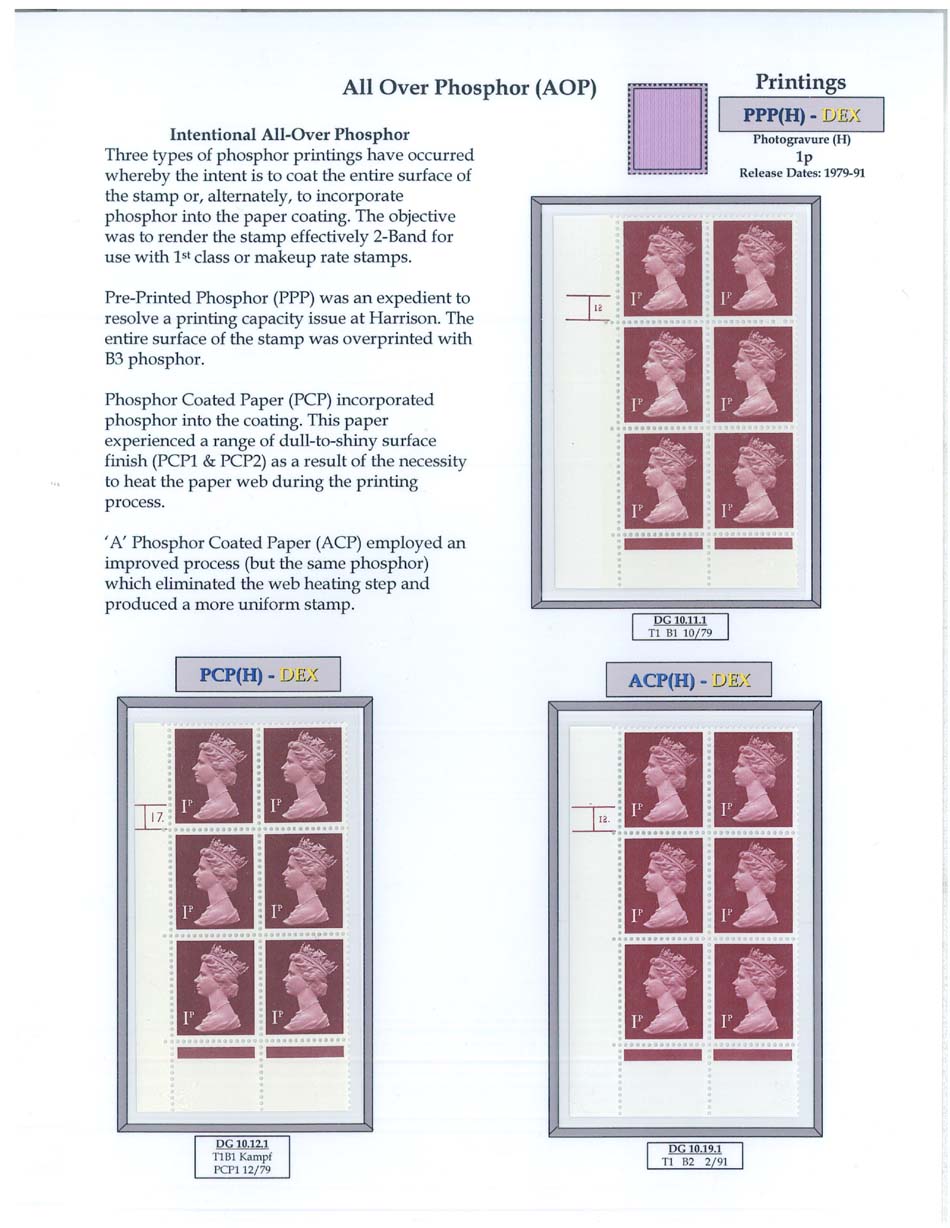 All Over Phosphor (AOP)
Printings
PPP(H) - DEX
Photogravure (H)
1p
Release Dates: 1979-91
Intentional All-Over Phosphor
Three types of phosphor printings have occurred
whereby the intent is to coat the entire surface of
the stamp or, alternately, to incorporate
phosphor into the paper coating. The objective
was to render the stamp effectively 2-Band for
use with 1st class or makeup rate stamps.
Pre-Printed Phosphor (PPP) was an expedient to
resolve a printing capacity issue at Harrison. The
entire surface of the stamp was overprinted with
B3 phosphor.
Phosphor Coated Paper (PCP) incorporated
phosphor into the coating. This paper
experienced a range of dull-to-shiny surface
finish (PCP1 & PCP2) as a result of the necessity
to heat the paper web during the printing
process.
'A' Phosphor Coated Paper (ACP) employed an
improved process (but the same phosphor)
which eliminated the web heating step and
produced a more uniform stamp.
1P 1P
12
1P 1P
1P 1P
DG 10.11.1
T1 B1 10/79
PCP(H) - DEX
1P 1P
17.
1P 1P
1P 1P
DG 10.12.1
T1B1 Kampf
PCP1 12/79
ACP(H) - DEX
1P 1P
12.
1P 1P
1P 1P
DG 10.19.1
T1 B2 2/91